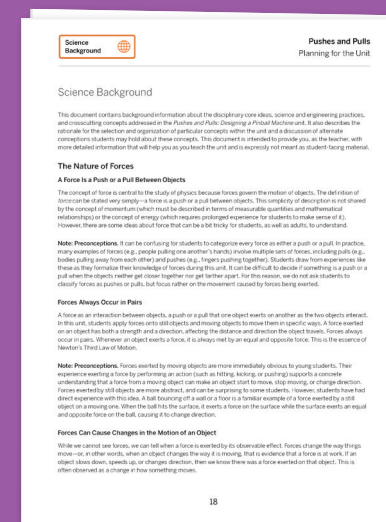 Science
Background
Pushes and Pulls
Planning for the Unit
Science Background
This document contains background information about the disciplinary core ideas, science and engineering practices,
and crosscutting concepts addressed in the Pushes and Pulls: Designing a Pinball Machine unit. It also describes the
rationale for the selection and organization of particular concepts within the unit and a discussion of alternate
conceptions students may hold about these concepts. This document is intended to provide you, as the teacher, with
more detailed information that will help you as you teach the unit and is expressly not meant as student-facing material.
The Nature of Forces
A Force Is a Push or a Pull Between Objects
The concept of force is central to the study of physics because forces govern the motion of objects. The definition of
force can be stated very simply—a force is a push or a pull between objects. This simplicity of description is not shared
by the concept of momentum (which must be described in terms of measurable quantities and mathematical
relationships) or the concept of energy (which requires prolonged experience for students to make sense of it).
However, there are some ideas about force that can be a bit tricky for students, as well as adults, to understand.
Note: Preconceptions. It can be confusing for students to categorize every force as either a push or a pull. In practice,
many examples of forces (e.g., people pulling one another's hands) involve multiple sets of forces, including pulls (e.g.,
bodies pulling away from each other) and pushes (e.g., fingers pushing together). Students draw from experiences like
these as they formalize their knowledge of forces during this unit. It can be difficult to decide if something is a push or a
pull when the objects neither get closer together nor get farther apart. For this reason, we do not ask students to
classify forces as pushes or pulls, but focus rather on the movement caused by forces being exerted.
Forces Always Occur in Pairs
A force as an interaction between objects, a push or a pull that one object exerts on another as the two objects interact.
In this unit, students apply forces onto still objects and moving objects to move them in specific ways. A force exerted
on an object has both a strength and a direction, affecting the distance and direction the object travels. Forces always
occur in pairs. Whenever an object exerts a force, it is always met by an equal and opposite force. This is the essence of
Newton's Third Law of Motion.
Note: Preconceptions. Forces exerted by moving objects are more immediately obvious to young students. Their
experience exerting a force by performing an action (such as hitting, kicking, or pushing) supports a concrete
understanding that a force from a moving object can make an object start to move, stop moving, or change direction.
Forces exerted by still objects are more abstract, and can be surprising to some students. However, students have had
direct experience with this idea. A ball bouncing off a wall or a floor is a familiar example of a force exerted by a still
object on a moving one. When the ball hits the surface, it exerts a force on the surface while the surface exerts an equal
and opposite force on the ball, causing it to change direction.
Forces Can Cause Changes in the Motion of an Object
While we cannot see forces, we can tell when a force is exerted by its observable effect. Forces change the way things
move—or, in other words, when an object changes the way it is moving, that is evidence that a force is at work. If an
object slows down, speeds up, or changes direction, then we know there was a force exerted on that object. This is
often observed as a change in how something moves.
18